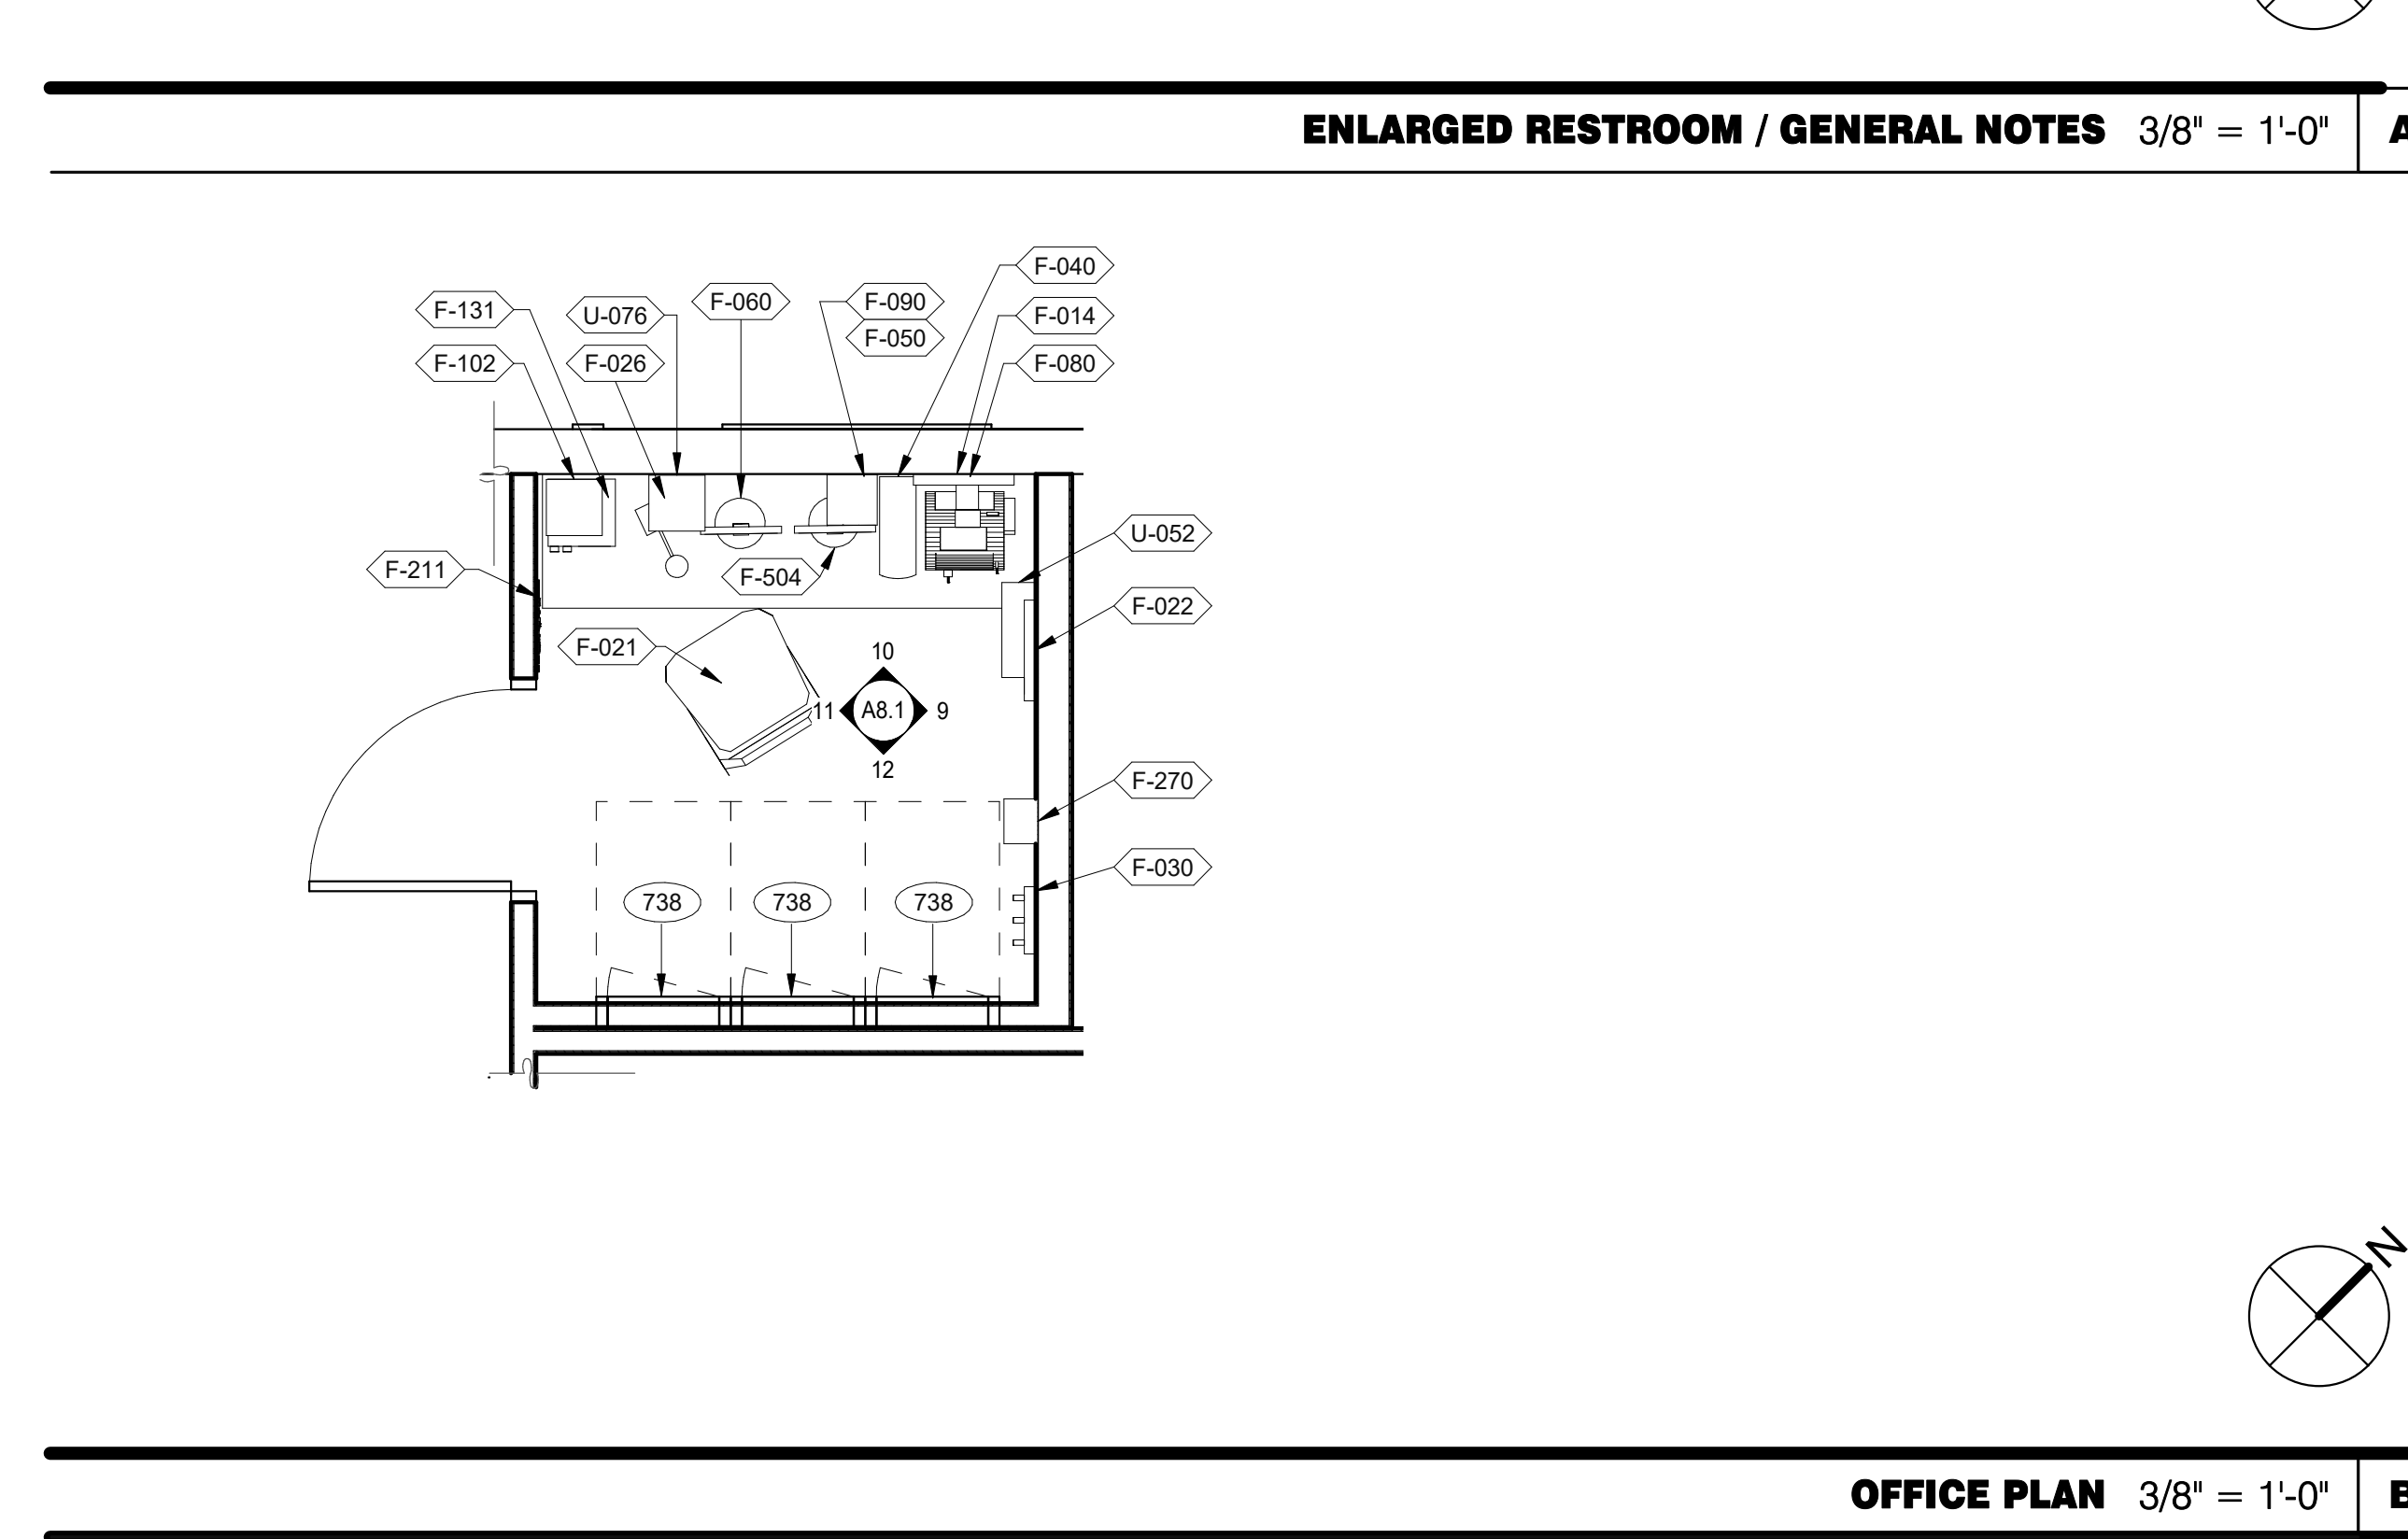 ENLARGED RESTROOM / GENERAL NOTES 3/8" = 1'-0"
F-040
F-131
U-076
F-060
F-090
F-014
F-050
F-102
F-026
F-080
U-052
F-211
F-504
F-022
F-021
10
11
A8.1
9
12
F-270
F-030
738
738
738
N
OFFICE PLAN 3/8" = 1'-0"